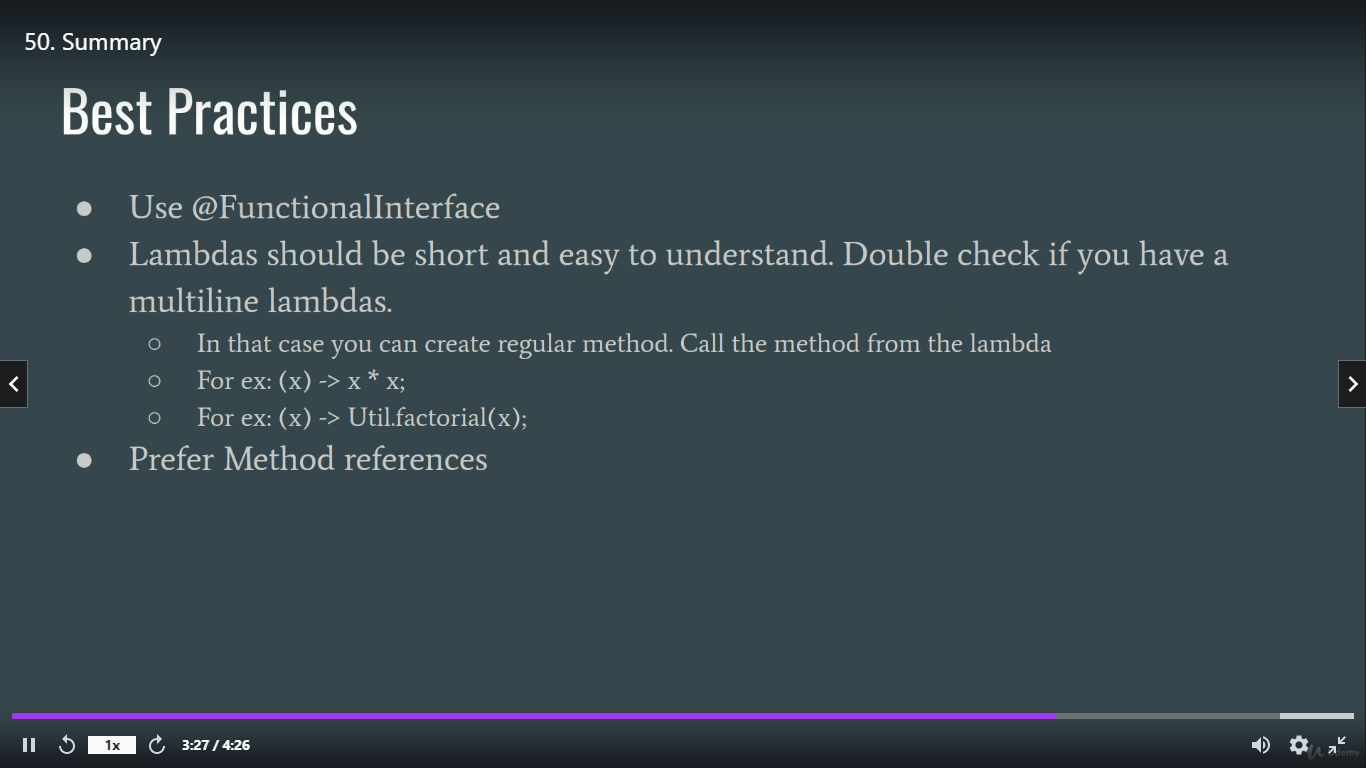 50. Summary
Best Practices
● Use @FunctionalInterface
● Lambdas should be short and easy to understand. Double check if you have a
multiline lambdas.
○ In that case you can create regular method. Call the method from the lambda
○ For ex: (x) -> x * x;
○ For ex: (x) -> Util.factorial(x);
● Prefer Method references
1x
3:27 / 4:26